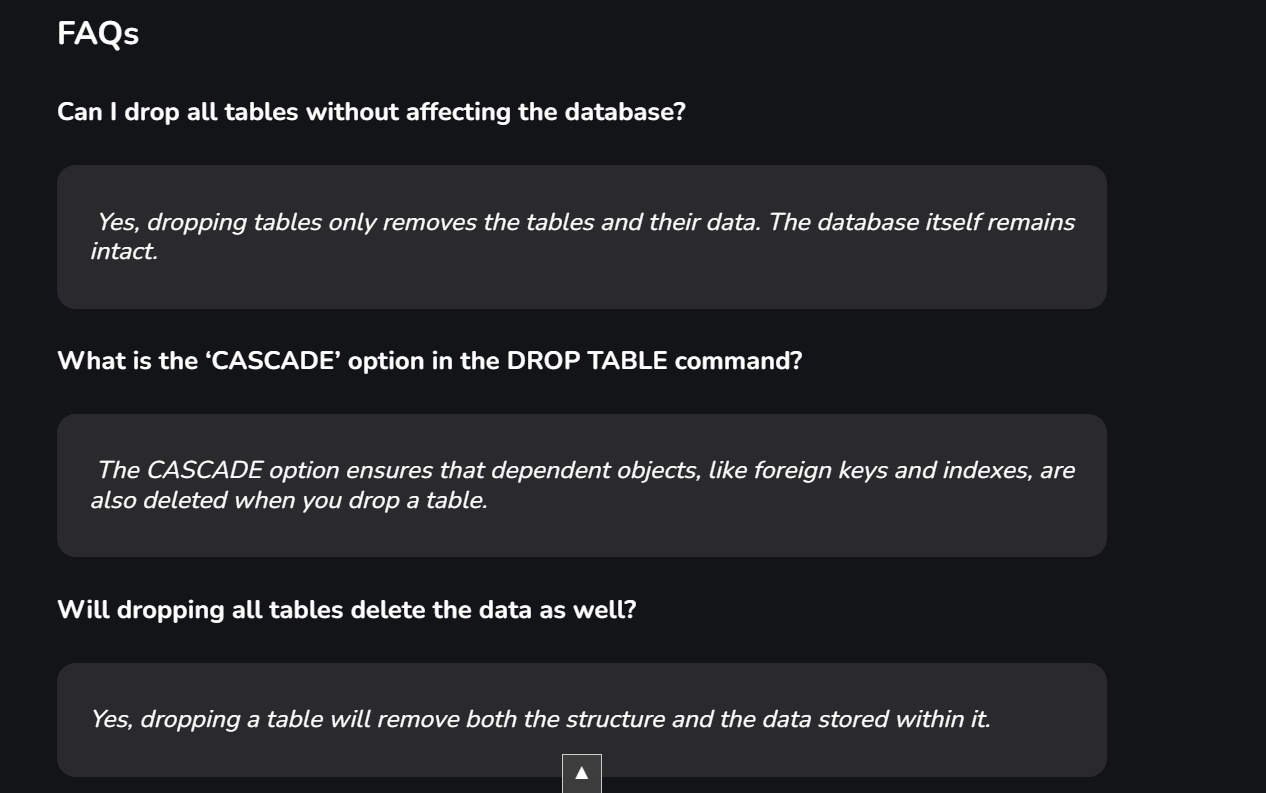 FAQs
Can I drop all tables without affecting the database?
Yes, dropping tables only removes the tables and their data. The database itself remains
intact.
What is the ‘CASCADE’ option in the DROP TABLE command?
The CASCADE option ensures that dependent objects, like foreign keys and indexes, are
also deleted when you drop a table.
Will dropping all tables delete the data as well?
Yes, dropping a table will remove both the structure and the data stored within it.